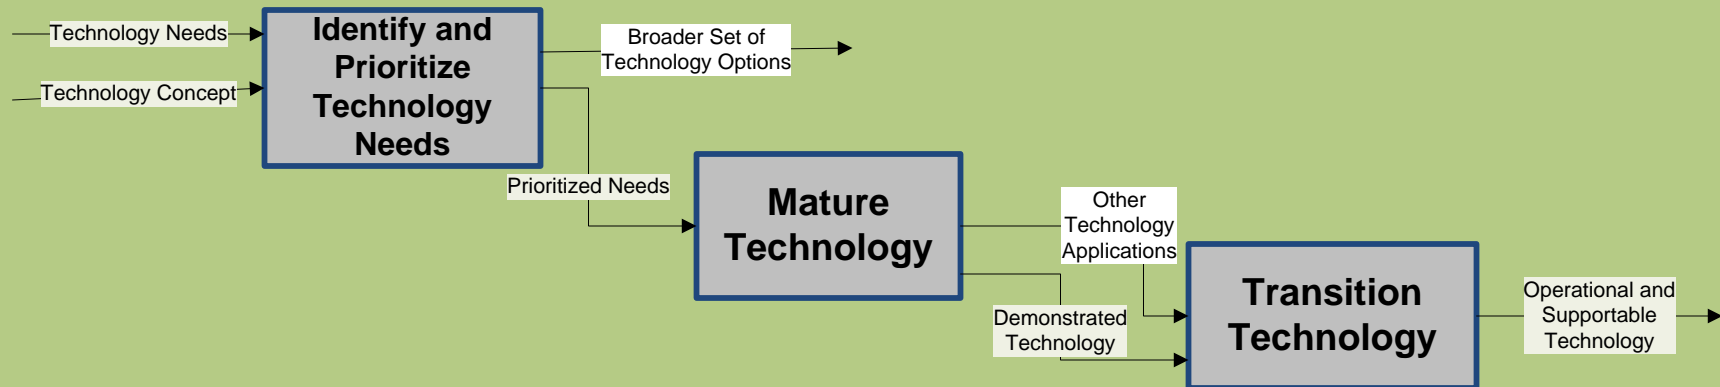 Technology Needs
Technology Concept
Identify and
Prioritize
Technology
Needs
Broader Set of
Technology Options
Prioritized Needs
Mature
Technology
Other
Technology
Applications
Demonstrated
Technology
Transition
Technology
Operational and
Supportable
Technology